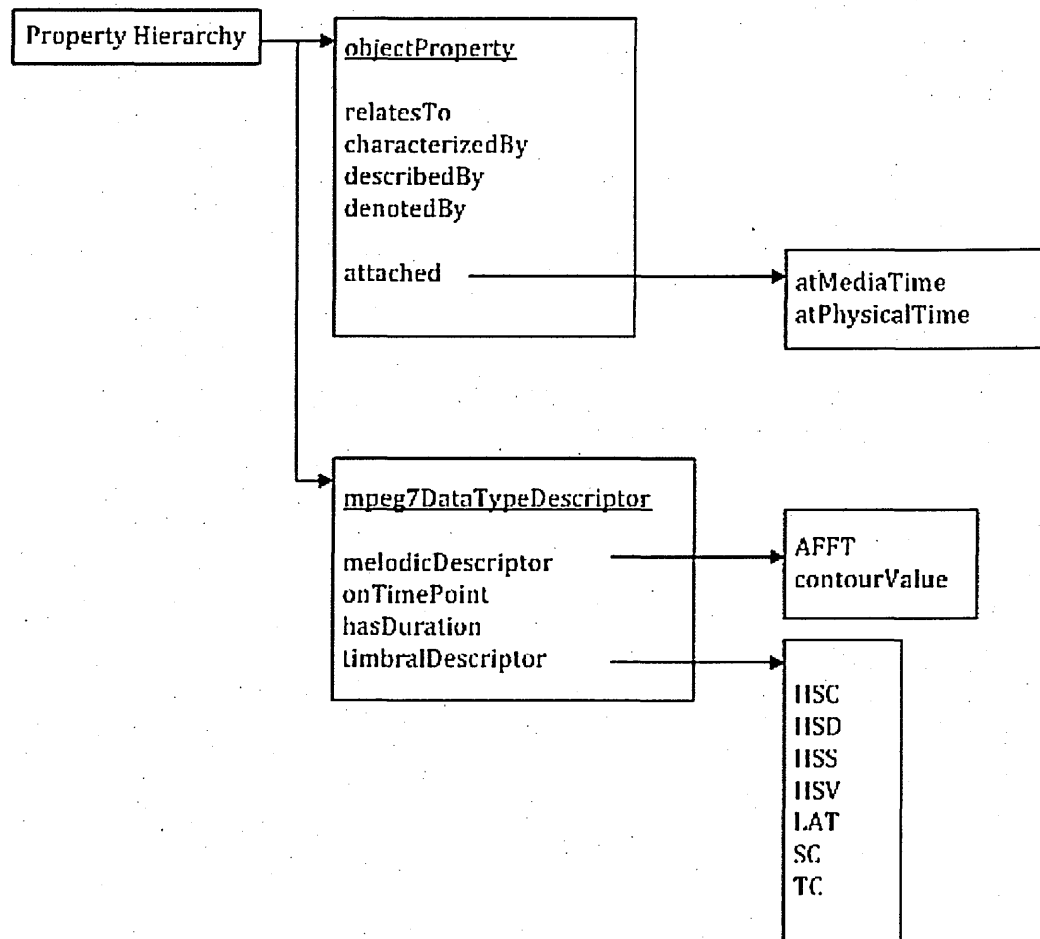 Property Hierarchy
objectProperty
relatesTo
characterizedBy
describedBy
denotedBy
attached
atMediaTime
atPhysicalTime
mpeg7DataTypeDescriptor
melodicDescriptor
onTimePoint
hasDuration
timbralDescriptor
AFFT
contourValue
HSC
HSD
HSS
HSV
LAT
SC
TC